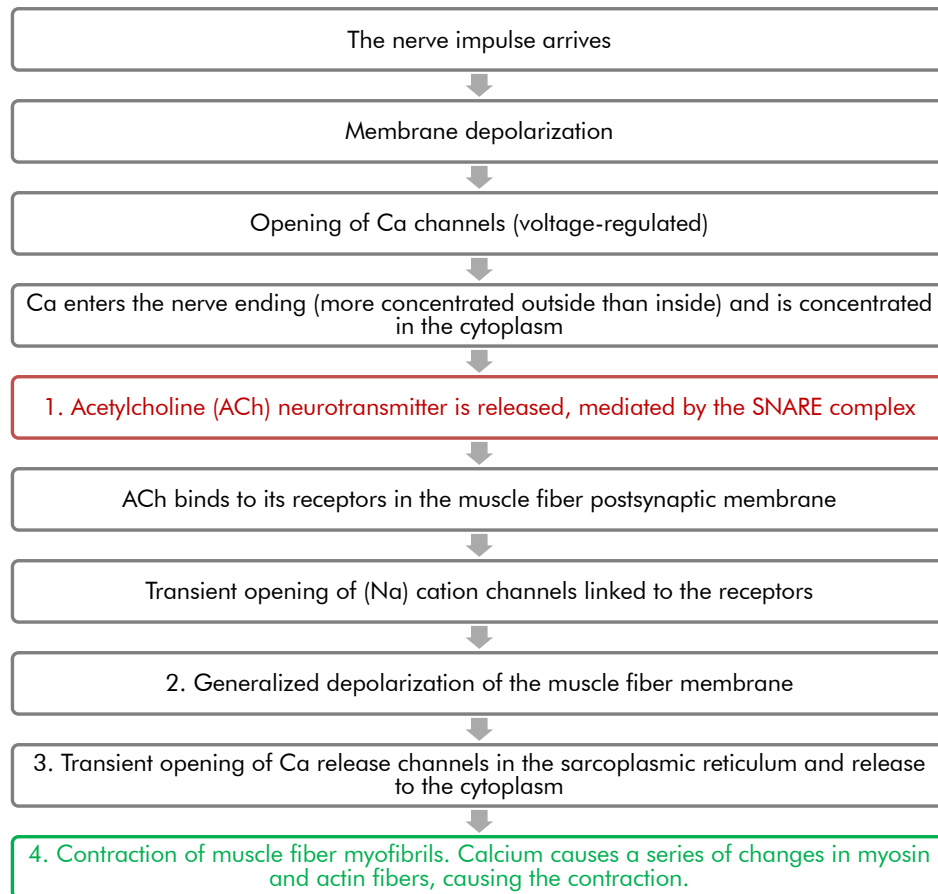 The nerve impulse arrives
Membrane depolarization
Opening of Ca channels (voltage-regulated)
Ca enters the nerve ending (more concentrated outside than inside) and is concentrated
in the cytoplasm
1. Acetylcholine (ACh) neurotransmitter is released, mediated by the SNARE complex
ACh binds to its receptors in the muscle fiber postsynaptic membrane
Transient opening of (Na) cation channels linked to the receptors
2. Generalized depolarization of the muscle fiber membrane
3. Transient opening of Ca release channels in the sarcoplasmic reticulum and release
to the cytoplasm
4. Contraction of muscle fiber myofibrils. Calcium causes a series of changes in myosin
and actin fibers, causing the contraction.